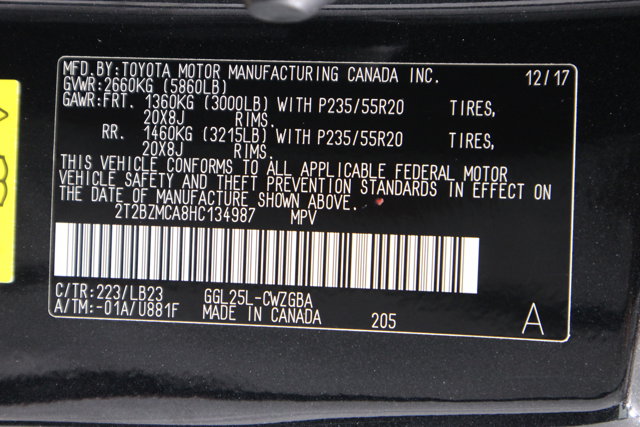 MFD.BY:TOYOTA MOTOR MANUFACTURING CANADA INC. 12/17
GVWR:2660KG (5860LB)
GAWR:FRT. 1360KG (3000LB) WITH P235/55R20 TIRES,
20X8J RIMS.
RR. 1460KG (3215LB) WITH P235/55R20 TIRES,
20X8J RIMS.
THIS VEHICLE CONFORMS TO ALL APPLICABLE FEDERAL MOTOR
VEHICLE SAFETY AND THEFT PREVENTION STANDARDS IN EFFECT ON
THE DATE OF MANUFACTURE SHOWN ABOVE.
2T2BZMCA8HC134987 MPV
C/TR:223/LB23 GGL25L-CWZGBA
A/TM:-01A/U881F MADE IN CANADA 205 A